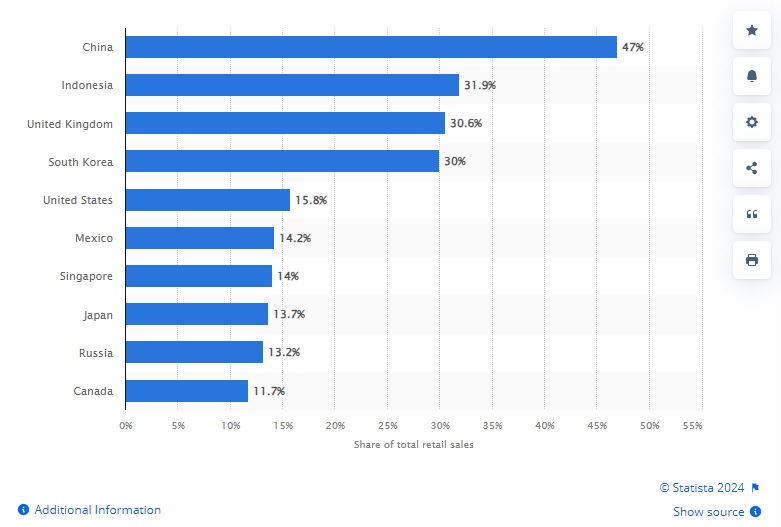 China 47%
Indonesia 31.9%
United Kingdom 30.6%
South Korea 30%
United States 15.8%
Mexico 14.2%
Singapore 14%
Japan 13.7%
Russia 13.2%
Canada 11.7%
0% 5% 10% 15% 20% 25% 30% 35% 40% 45% 50% 55%
Share of total retail sales
© Statista 2024
Additional Information
Show source